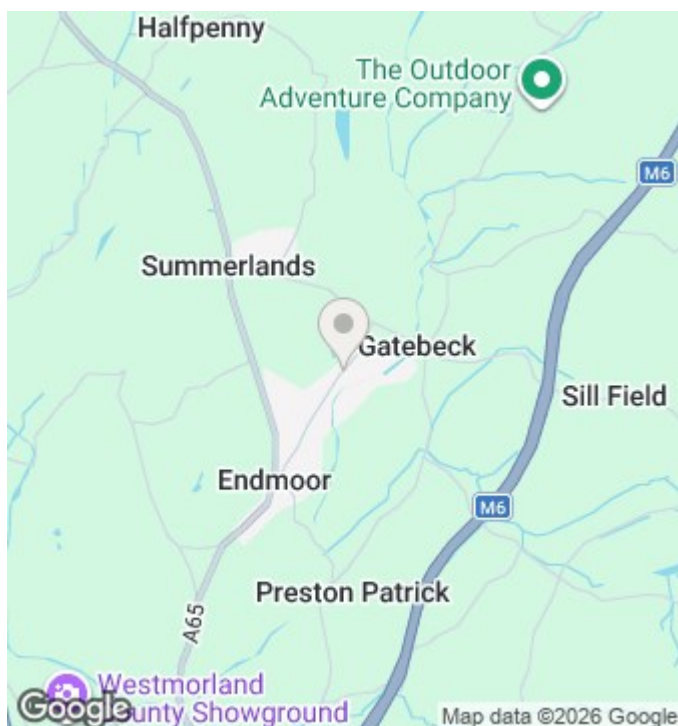 Halfpenny
The Outdoor
Adventure Company
M6
Summerlands
Gatebeck
Sill Field
Endmoor
M6
Preston Patrick
A65
Westmorland
County Showground
Google
Map data ©2026 Google